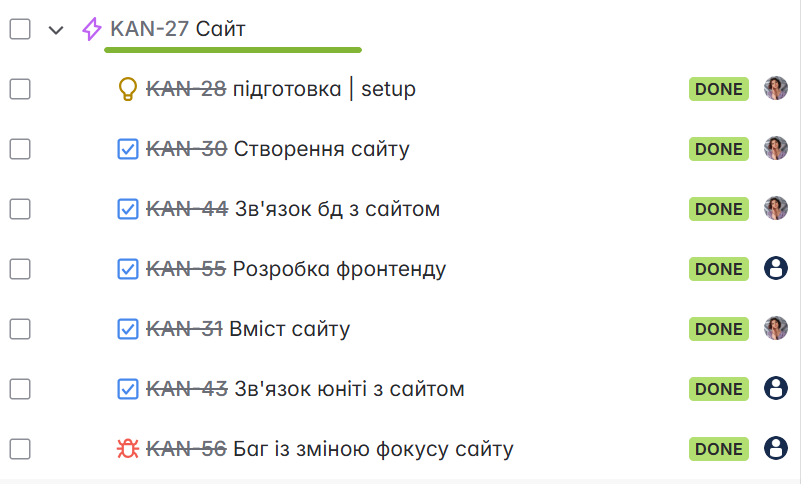 KAN-27 Сайт
KAN-28 підготовка | setup DONE
KAN-30 Створення сайту DONE
KAN-44 Зв'язок бд з сайтом DONE
KAN-55 Розробка фронтенду DONE
KAN-31 Вміст сайту DONE
KAN-43 Зв'язок юніті з сайтом DONE
KAN-56 Баг із зміною фокусу сайту DONE